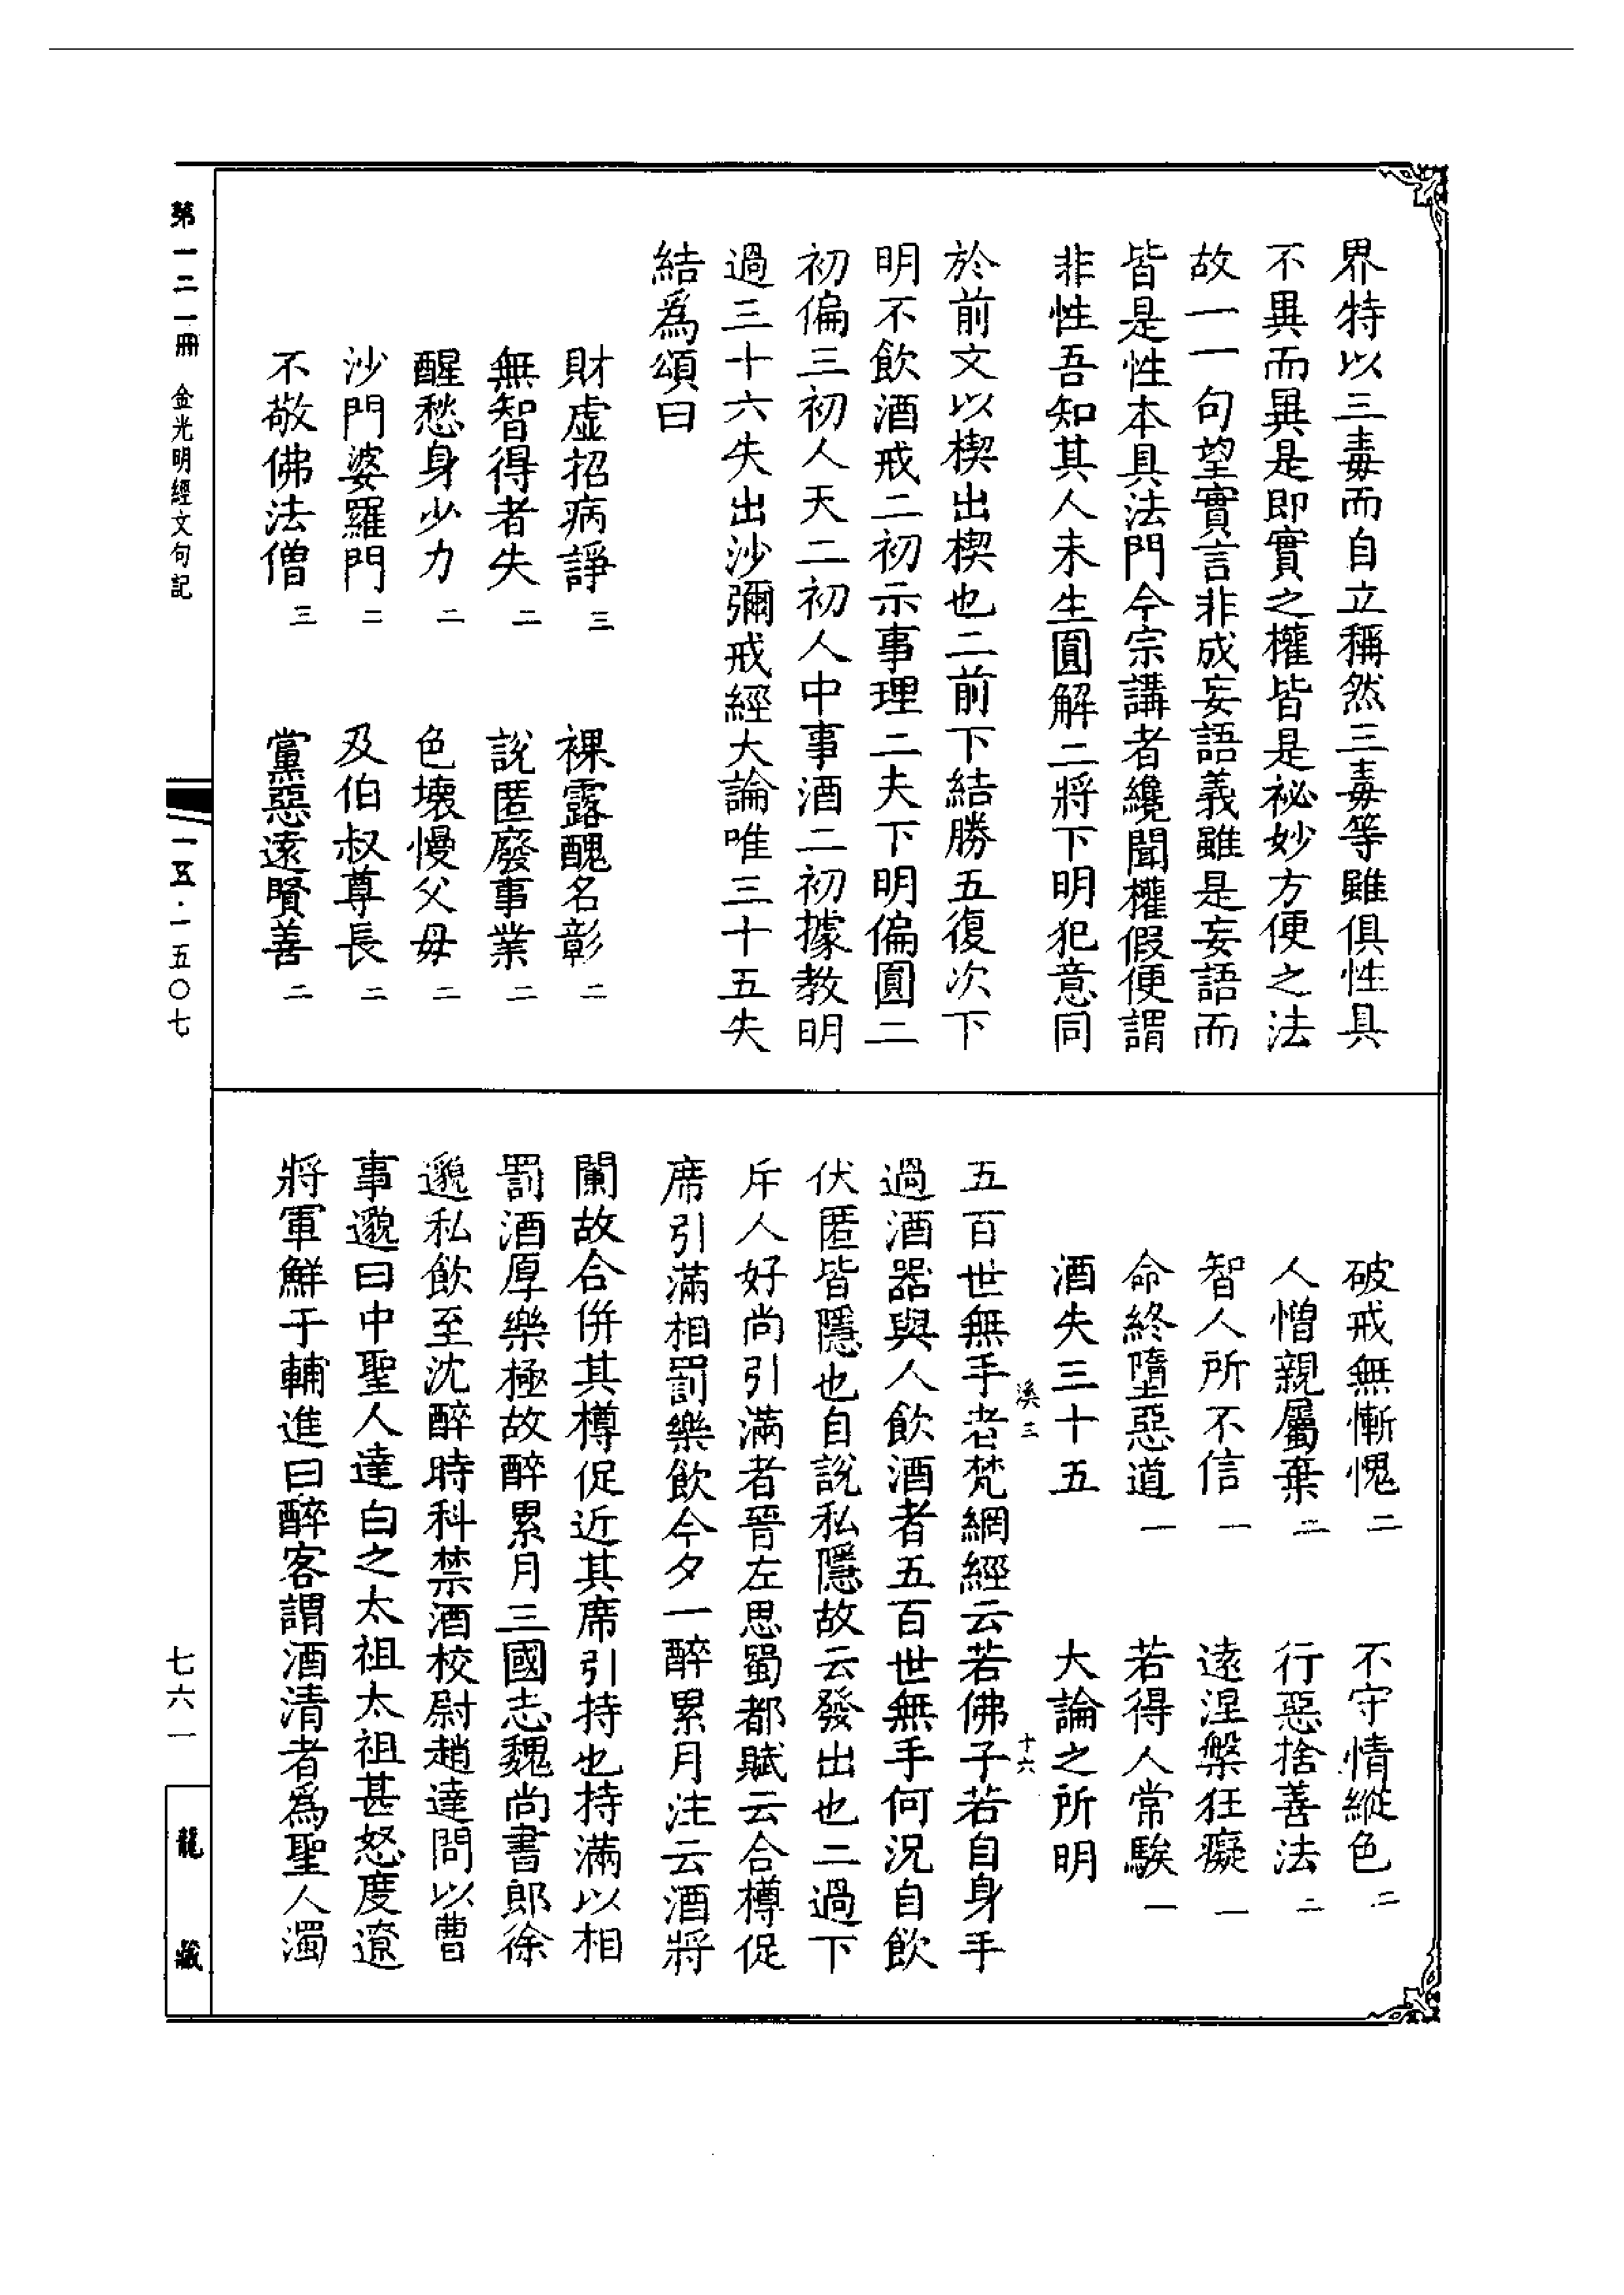 界特以三毒而自立稱然三毒等雖俱性具
不異而異是即實之權皆是祕妙方便之法
故一一句望實言非成妄語義雖是妄語而
皆是性本具法門今宗講者纔聞權假便謂
非性吾知其人未生圓解二將下明犯意同
於前文以楔出楔也二前下結勝五復次下
明不飲酒戒二初示事理二夫下明偏圓二
初偏三初人天二初人中事酒二初據教明
過三十六失出沙彌戒經大論唯三十五失
結爲頌曰
財虛招病諍三 裸露醜名彰二
無智得者失二 說匿廢事業二
醒愁身少力二 色壞慢父母二
沙門婆羅門二 及伯叔尊長二
不敬佛法僧三 黨惡遠賢善二
破戒無慚愧二 不守情縱色二
人憎親屬棄二 行惡捨善法二
智人所不信一 遠涅槃狂癡一
命終墮惡道一 若得人常騃一
酒失三十五 大論之所明
溪三 十六
五百世無手者梵網經云若佛子若自身手
過酒器與人飲酒者五百世無手何況自飲
伏匿皆隱也自說私隱故云發出也二過下
斥人好尚引滿者晉左思蜀都賦云合樽促
席引滿相罰樂飲今夕一醉累月注云酒將
闌故合併其樽促近其席引持也持滿以相
罰酒厚樂極故醉累月三國志魏尚書郎徐
邈私飲至沈醉時科禁酒校尉趙達問以曹
事邈曰中聖人達白之太祖太祖甚怒度遼
將軍鮮于輔進曰醉客謂酒清者爲聖人濁
第一二一冊 金光明經文句記
一五·一五〇七
七六一
龍藏